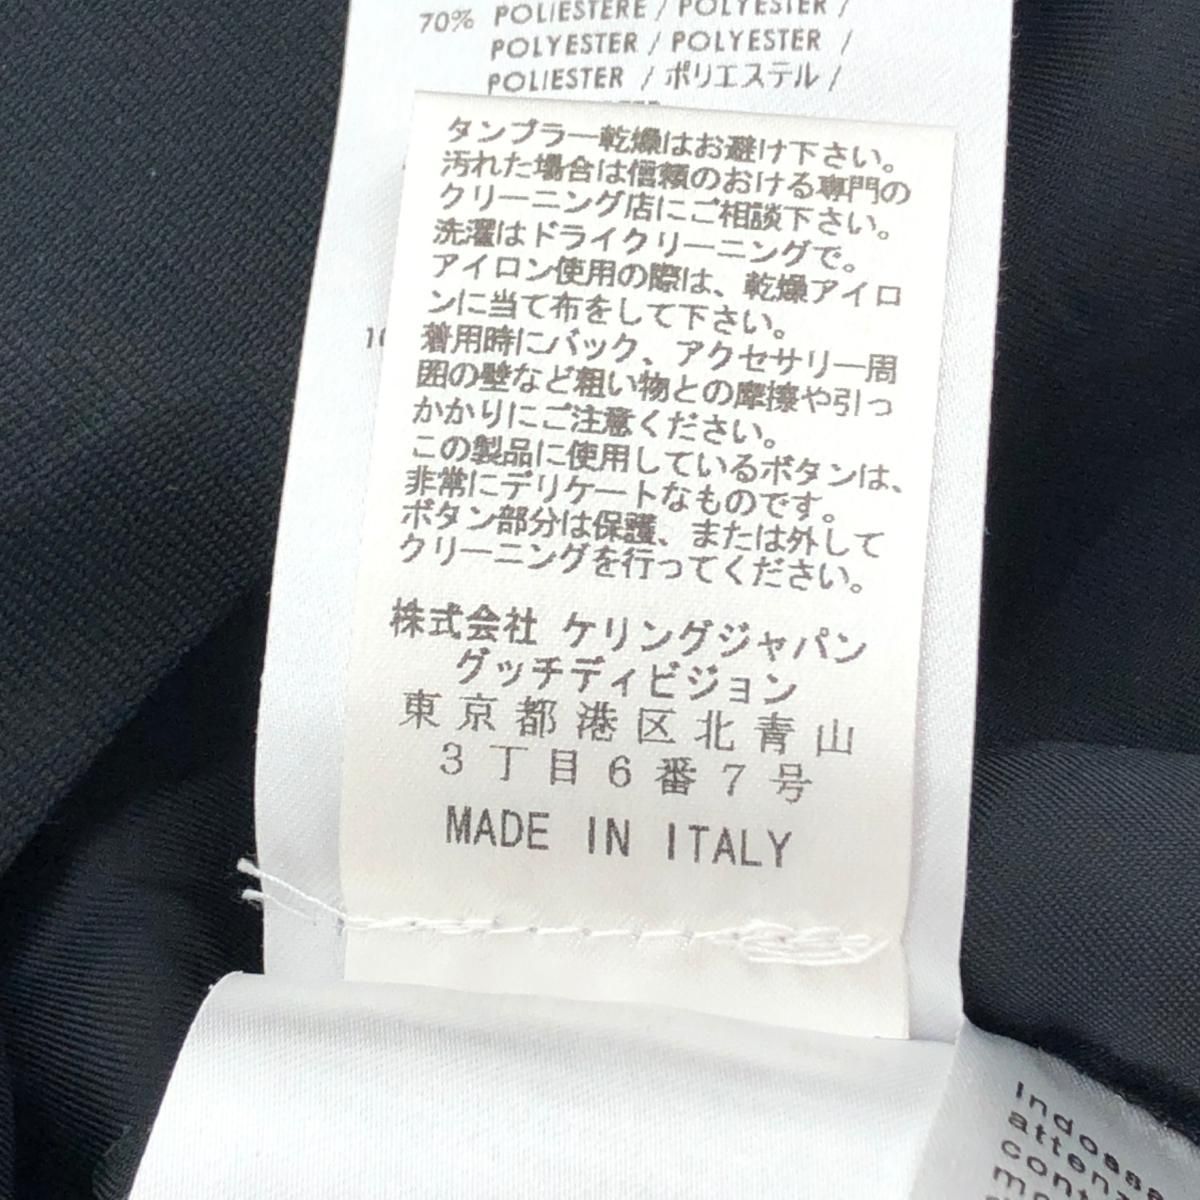 70% POLIESTERE / POLYESTER /
POLYESTER / POLYESTER /
POLIESTER / ポリエステル /
タンブラー乾燥はお避け下さい。
汚れた場合は信頼のおける専門の
クリーニング店にご相談下さい。
洗濯はドライクリーニングで。
アイロン使用の際は、乾燥アイロ
ンに当て布をして下さい。
着用時にバック、アクセサリー周
囲の壁など粗い物との摩擦や引っ
かかりにご注意ください。
この製品に使用しているボタンは、
非常にデリケートなものです。
ボタン部分は保護、または外して
クリーニングを行ってください。
株式会社 ケリングジャパン
グッチディビジョン
東京都港区北青山
3丁目6番7号
MADE IN ITALY
Indossa
atten
con